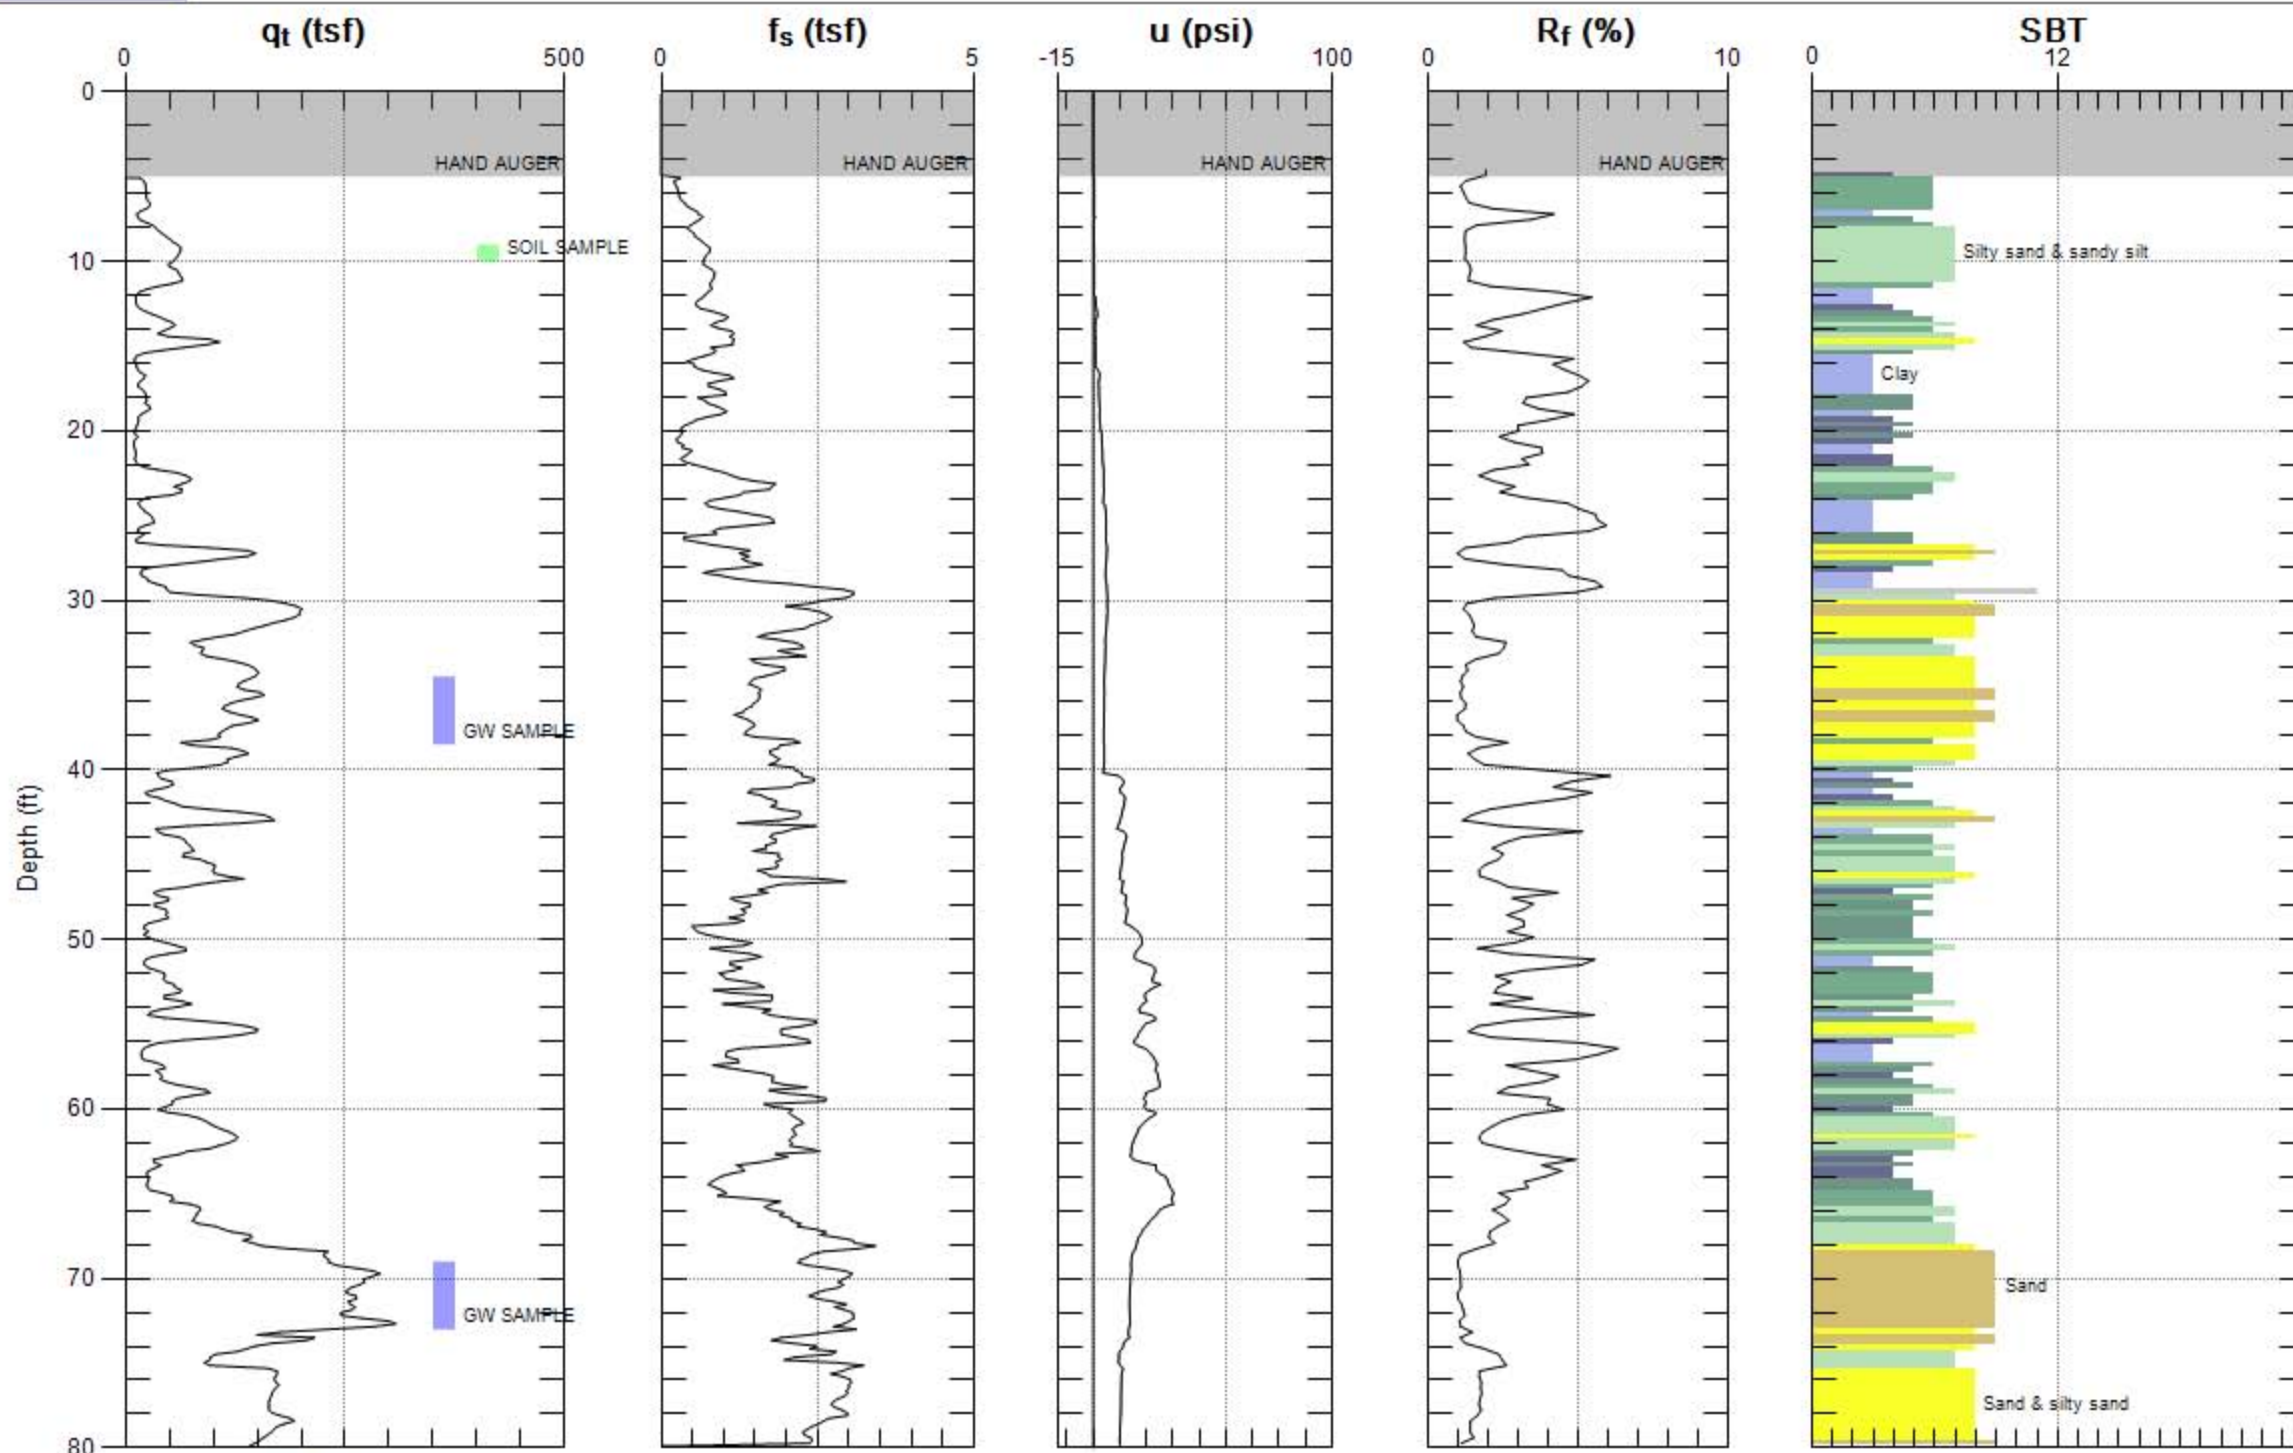 qt (tsf) fs (tsf) u (psi) Rf (%) SBT
0 500 0 5 -15 100 0 10 0 12
0
HAND AUGER HAND AUGER HAND AUGER HAND AUGER
SOIL SAMPLE Silty sand & sandy silt
10
Clay
20
30
GW SAMPLE
40
Depth (ft)
50
60
70 Sand
GW SAMPLE
Sand & silty sand
80